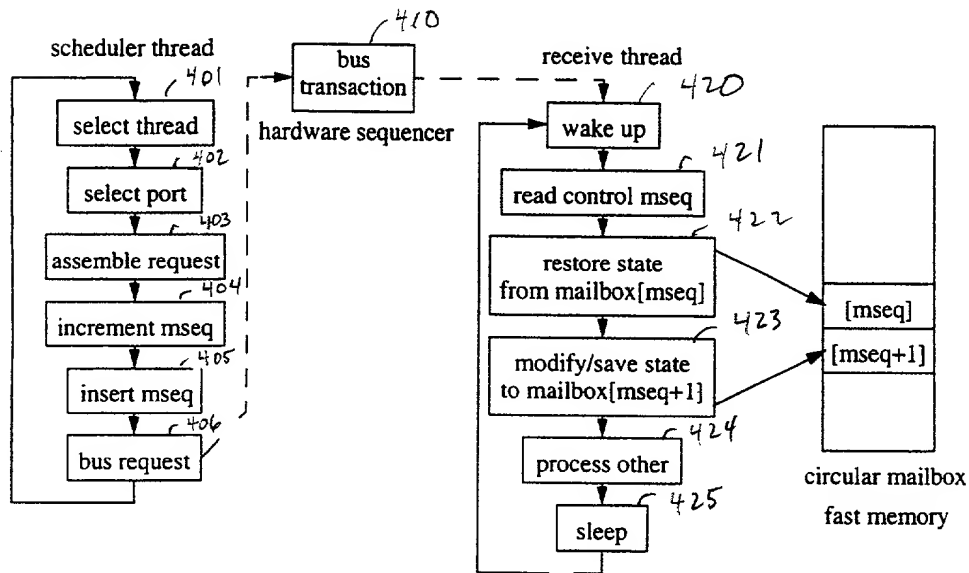 scheduler thread
401
select thread
402
select port
403
assemble request
404
increment mseq
405
insert mseq
406
bus request
410
bus
transaction
hardware sequencer
receive thread
420
wake up
421
read control mseq
422
restore state
from mailbox[mseq]
423
modify/save state
to mailbox[mseq+1]
424
process other
425
sleep
[mseq]
[mseq+1]
circular mailbox
fast memory